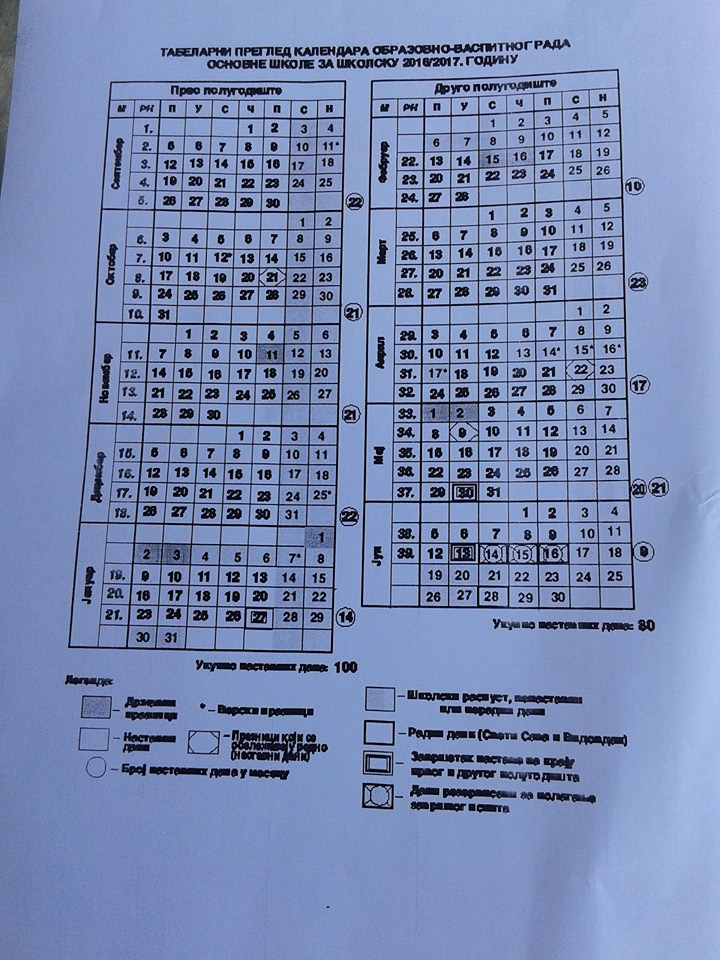 ТАБЕЛАРНИ ПРЕГЛЕД КАЛЕНДАРА ОБРАЗОВНО-ВАСПИТНОГ РАДА
ОСНОВНЕ ШКОЛЕ ЗА ШКОЛСКУ 2016/2017. ГОДИНУ
Прво полугодиште
М РН П У С Ч П С Н
Септембар
1. 1 2 3 4
2. 5 6 7 8 9 10 11*
3. 12 13 14 15 16 17 18
4. 19 20 21 22 23 24 25
5. 26 27 28 29 30
22
Октобар
1 2
6. 3 4 5 6 7 8 9
7. 10 11 12* 13 14 15 16
8. 17 18 19 20 21 22 23
9. 24 25 26 27 28 29 30
10. 31
21
Новембар
1 2 3 4 5 6
11. 7 8 9 10 11 12 13
12. 14 15 16 17 18 19 20
13. 21 22 23 24 25 26 27
14. 28 29 30
21
Децембар
1 2 3 4
15. 5 6 7 8 9 10 11
16. 12 13 14 15 16 17 18
17. 19 20 21 22 23 24 25*
18. 26 27 28 29 30 31
22
Јануар
1
2 3 4 5 6 7* 8
19. 9 10 11 12 13 14 15
20. 16 17 18 19 20 21 22
21. 23 24 25 26 27 28 29
14
30 31
Укупно наставних дана: 100
Друго полугодиште
М РН П У С Ч П С Н
Фебруар
1 2 3 4 5
6 7 8 9 10 11 12
22. 13 14 15 16 17 18 19
23. 20 21 22 23 24 25 26
24. 27 28
10
Март
1 2 3 4 5
25. 6 7 8 9 10 11 12
26. 13 14 15 16 17 18 19
27. 20 21 22 23 24 25 26
28. 27 28 29 30 31
23
Април
1 2
29. 3 4 5 6 7 8 9
30. 10 11 12 13 14* 15* 16*
31. 17* 18 19 20 21 22 23
32. 24 25 26 27 28 29 30
17
Мај
33. 1 2 3 4 5 6 7
34. 8 9 10 11 12 13 14
35. 15 16 17 18 19 20 21
36. 22 23 24 25 26 27 28
37. 29 30 31
20 21
Јун
1 2 3 4
38. 5 6 7 8 9 10 11
39. 12 13 14 15 16 17 18
9
19 20 21 22 23 24 25
26 27 28 29 30
Укупно наставних дана: 80
Легенда:
– Државни празници
* – Верски празници
– Наставни дани
– Празници који се обележавају радно (наставни дани)
– Број наставних дана у месецу
– Школски распуст, ненаставни или нерадни дани
– Радни дани (Свети Сава и Видовдан)
– Завршетак наставе на крају првог и другог полугодишта
– Дани резервисани за полагање завршног испита